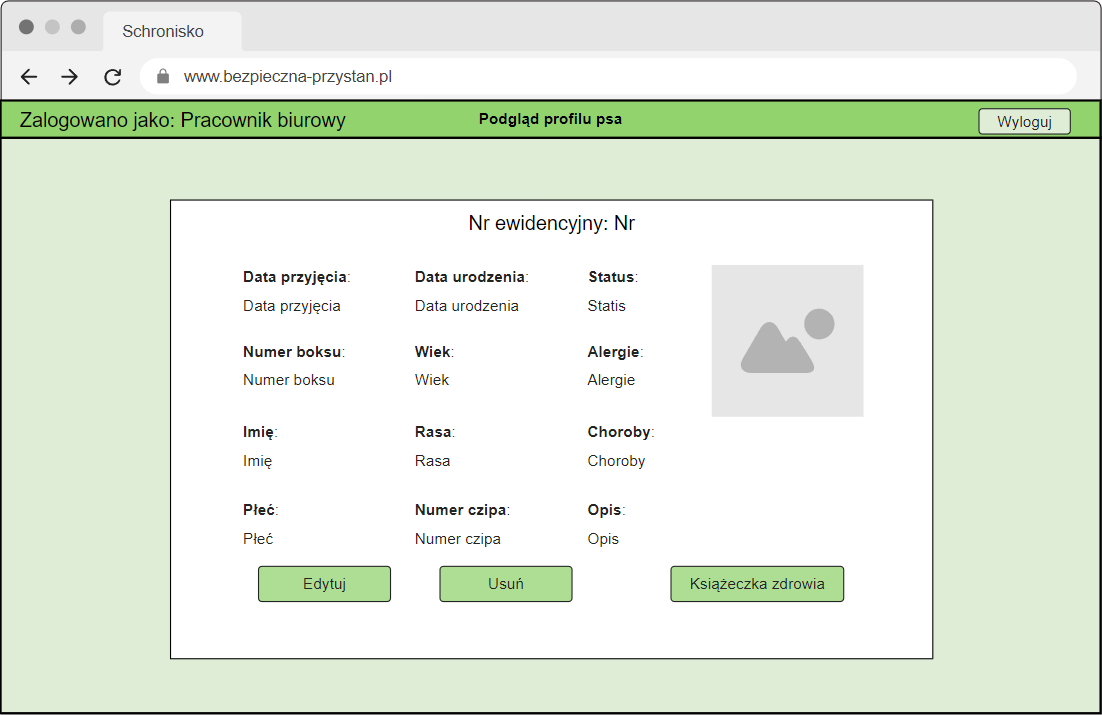 Schronisko
www.bezpieczna-przystan.pl
Zalogowano jako: Pracownik biurowy
Podgląd profilu psa
Wyloguj
Nr ewidencyjny: Nr
Data przyjęcia: Data urodzenia: Status:
Data przyjęcia Data urodzenia Statis
Numer boksu: Wiek: Alergie:
Numer boksu Wiek Alergie
Imię: Rasa: Choroby:
Imię Rasa Choroby
Płeć: Numer czipa: Opis:
Płeć Numer czipa Opis
Edytuj Usuń Książeczka zdrowia